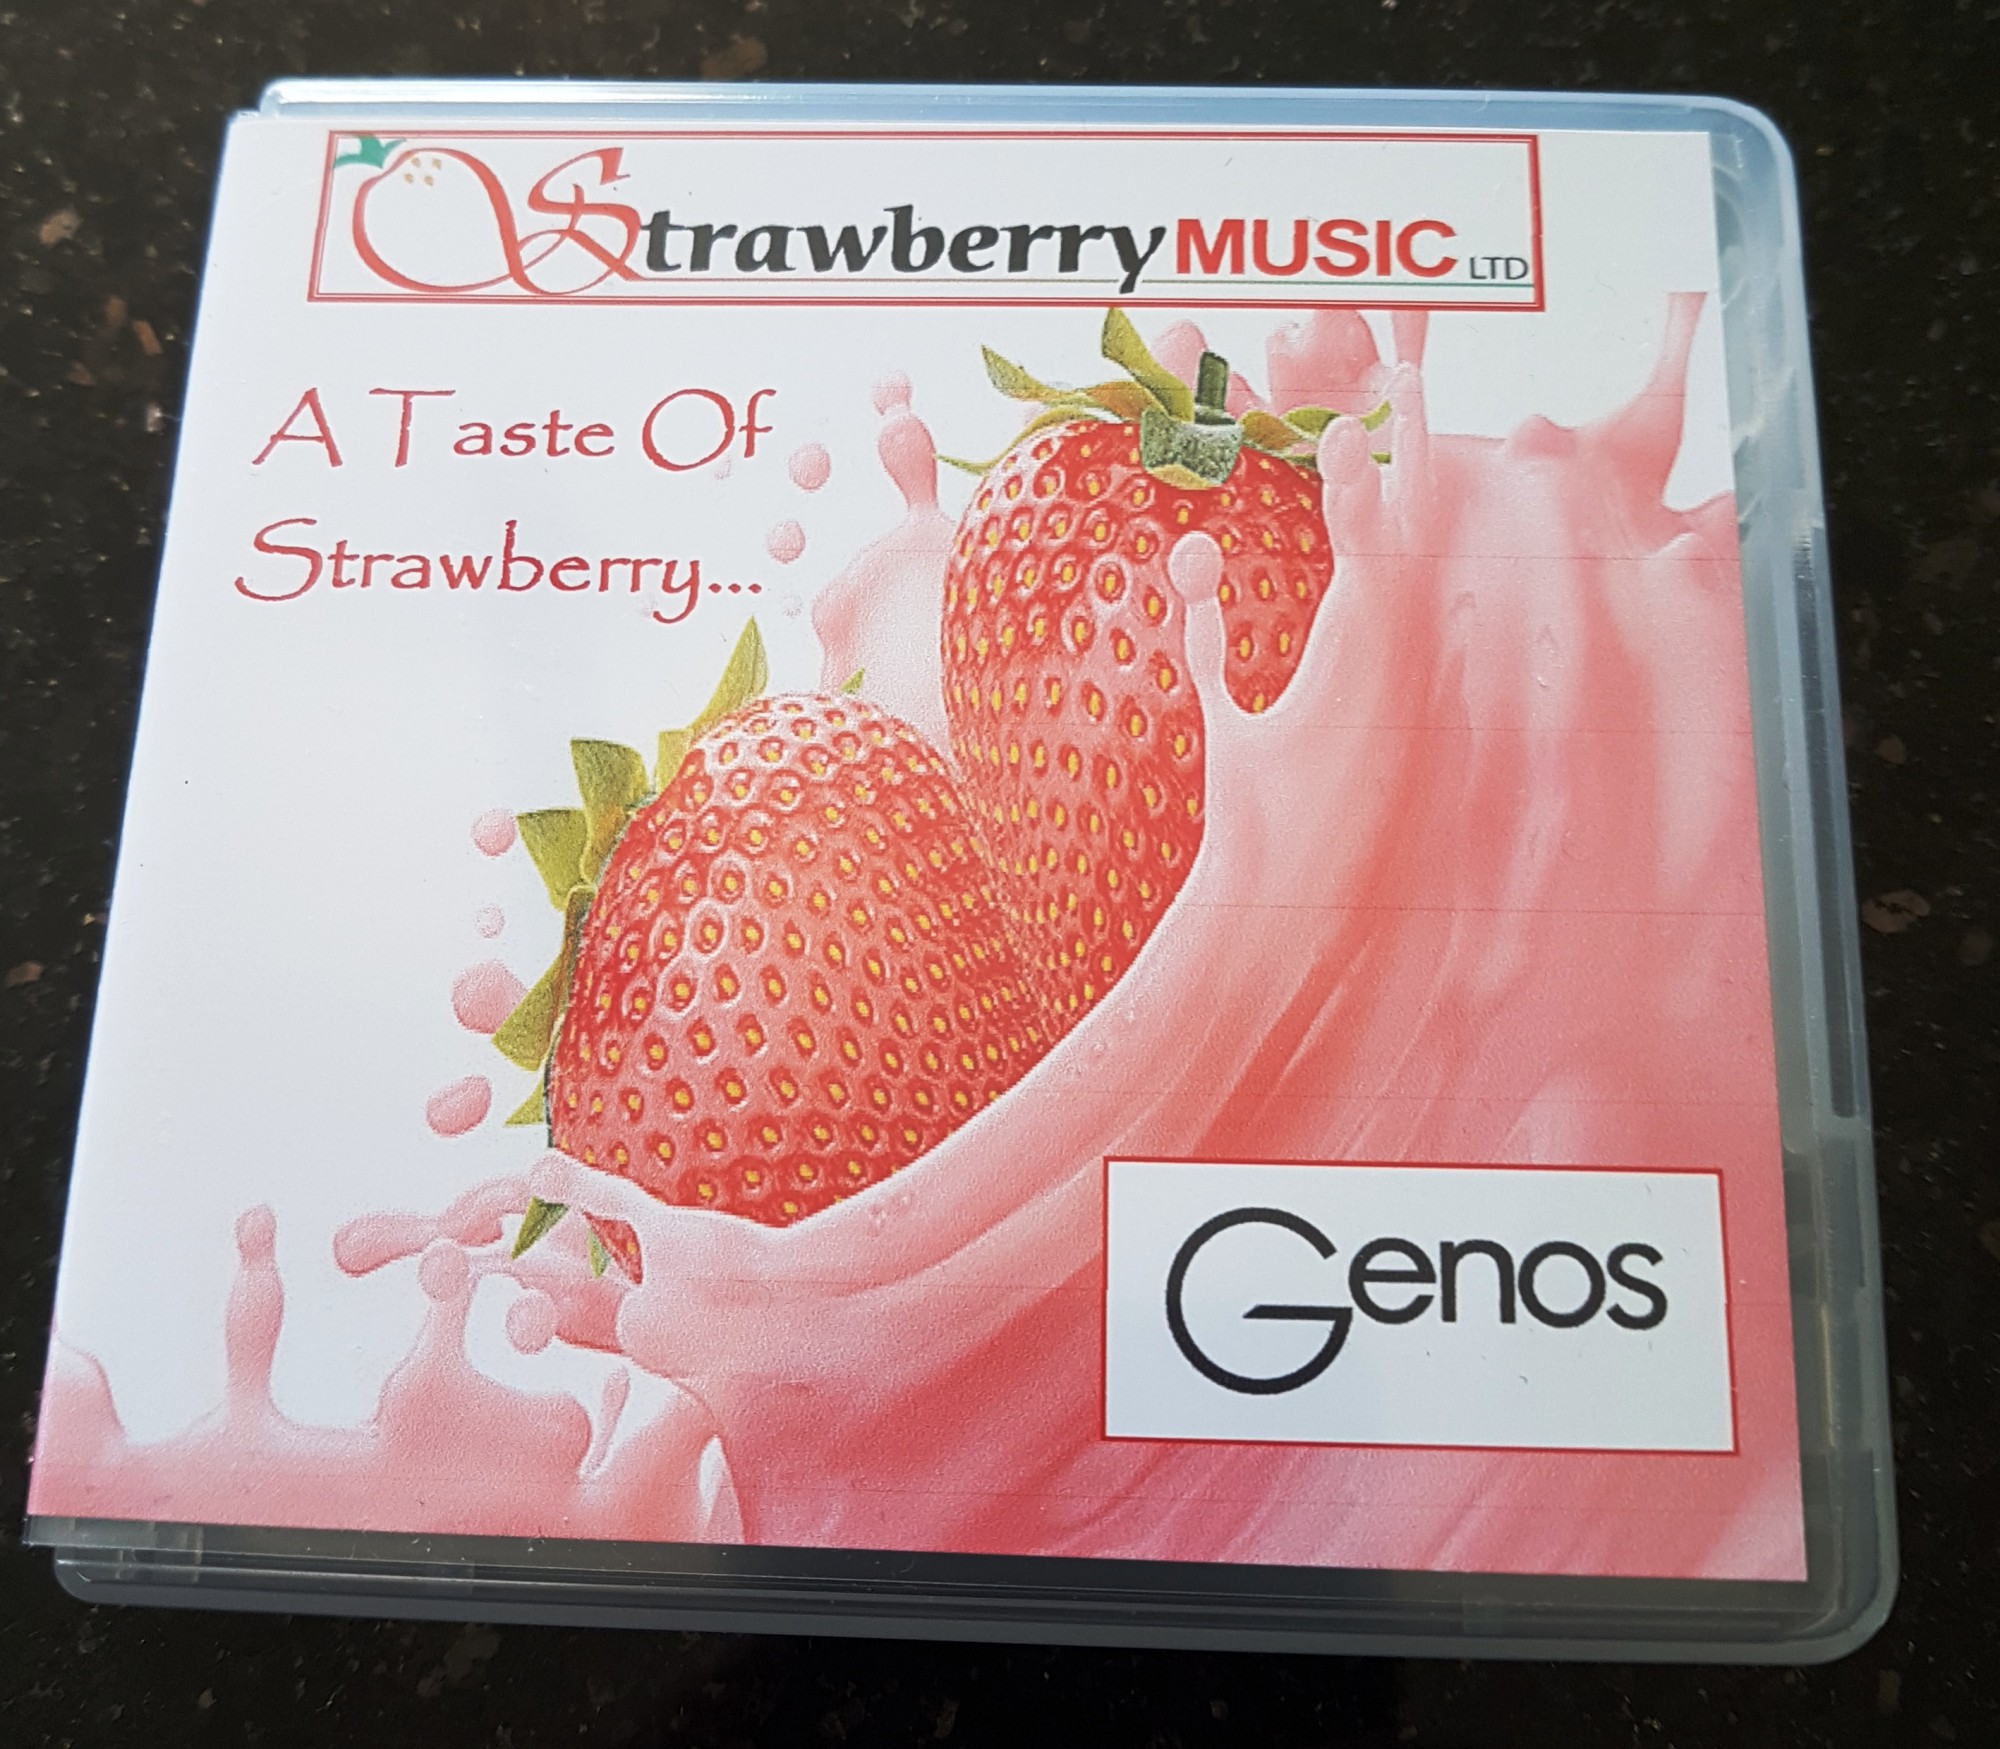 Strawberry MUSIC LTD
A Taste Of
Strawberry...
Genos